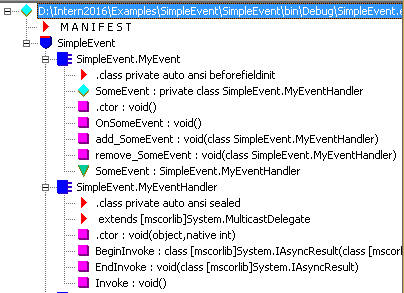 D:\Intern2016\Examples\SimpleEvent\SimpleEvent\bin\Debug\SimpleEvent.e
M A N I F E S T
SimpleEvent
SimpleEvent.MyEvent
.class private auto ansi beforefieldinit
SomeEvent : private class SimpleEvent.MyEventHandler
.ctor : void()
OnSomeEvent : void()
add_SomeEvent : void(class SimpleEvent.MyEventHandler)
remove_SomeEvent : void(class SimpleEvent.MyEventHandler)
SomeEvent : SimpleEvent.MyEventHandler
SimpleEvent.MyEventHandler
.class private auto ansi sealed
extends [mscorlib]System.MulticastDelegate
.ctor : void(object,native int)
BeginInvoke : class [mscorlib]System.IAsyncResult(class [msco
EndInvoke : void(class [mscorlib]System.IAsyncResult)
Invoke : void()